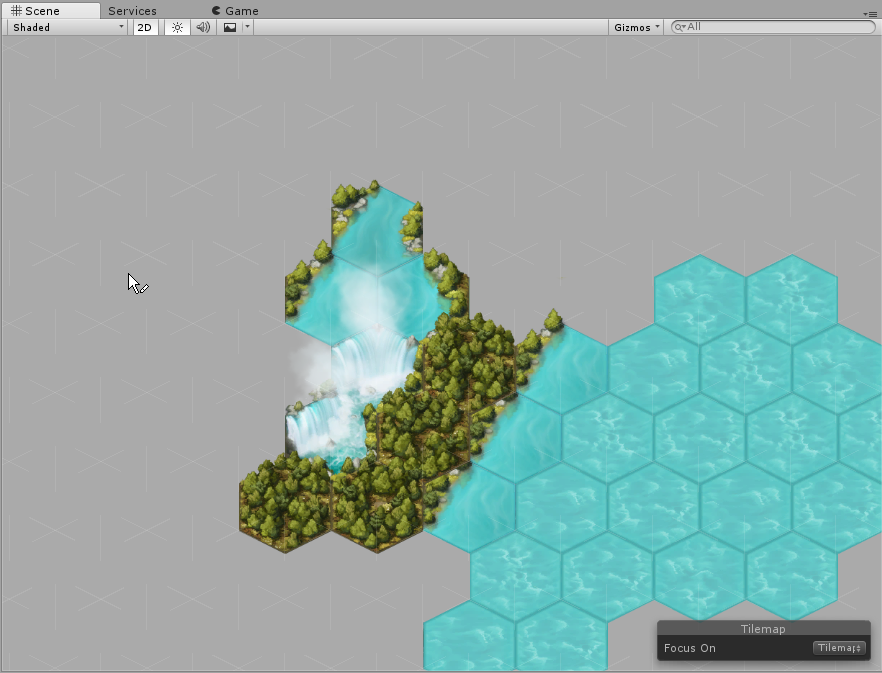 Scene Services Game
Shaded 2D Gizmos All
Tilemap
Focus On Tilemap